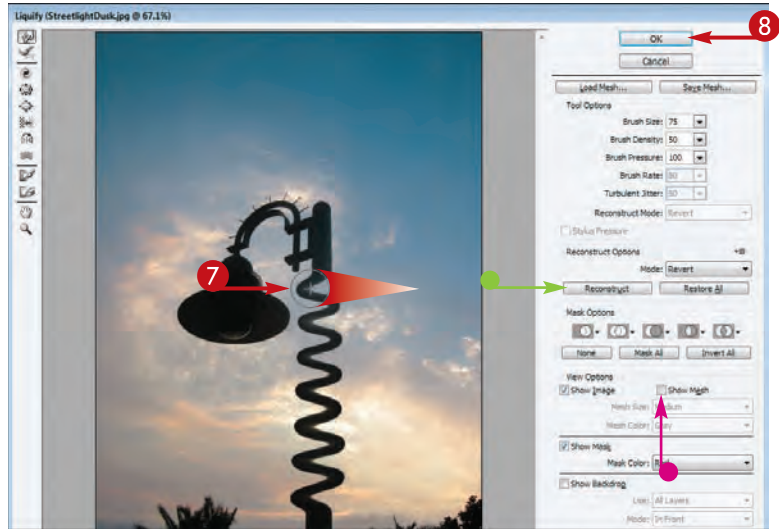 Liquify (StreetlightDusk.jpg @ 67.1%)
8
OK
Cancel
Load Mesh... Save Mesh...
Tool Options
Brush Size: 75
Brush Density: 50
Brush Pressure: 100
Brush Rate: 80
Turbulent Jitter:
Reconstruct Mode: Revert
Stylus Pressure
Reconstruct Options
Mode: Revert
7
Reconstruct Restore All
Mask Options
None Mask All Invert All
View Options
Show Image Show Mesh
Mesh Size: Medium
Mesh Color: Gray
Show Mask
Mask Color:
Show Backdrop
Use: All Layers
Mode: In Front